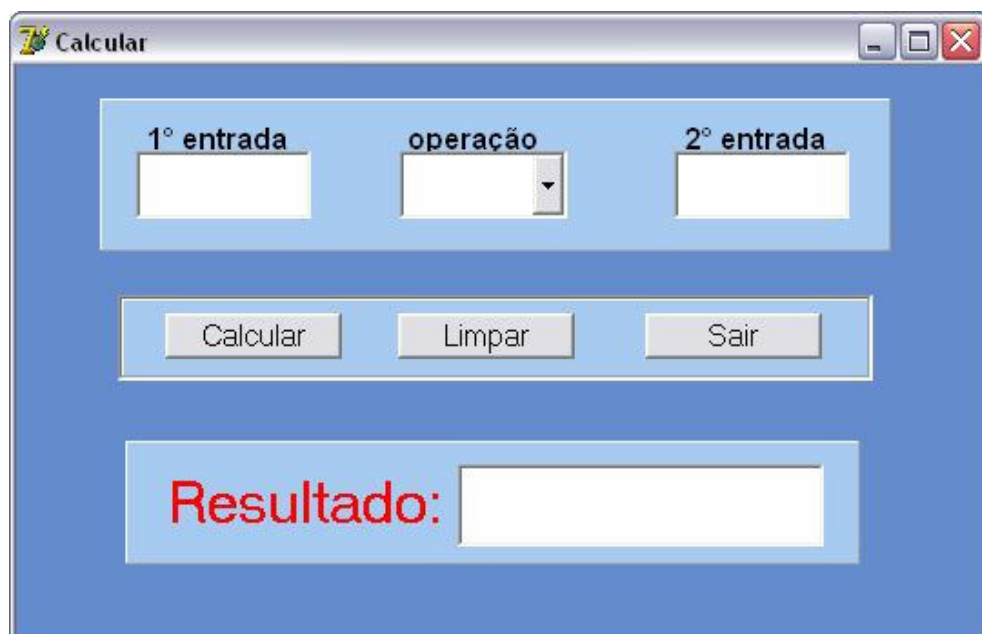 Calcular
1° entrada operação 2° entrada
Calcular Limpar Sair
Resultado: